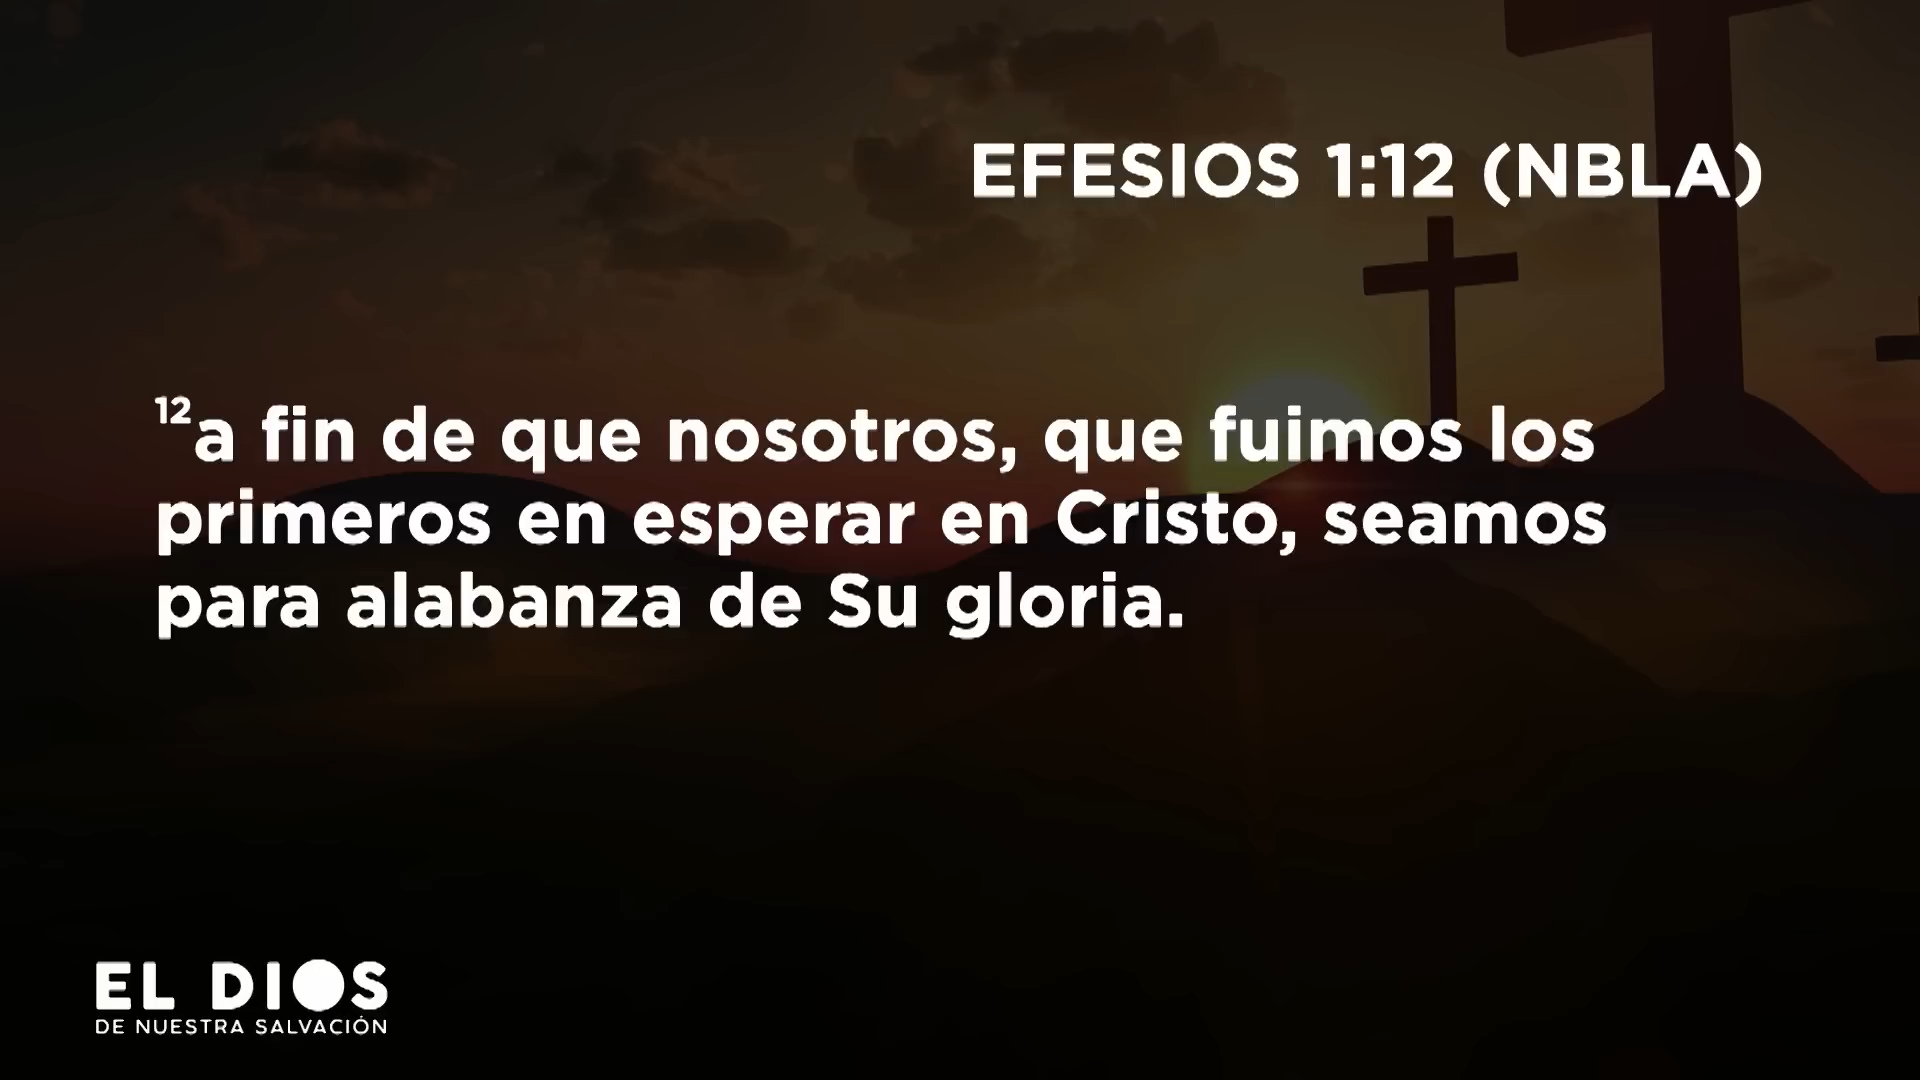 EFESIOS 1:12 (NBLA)
¹²a fin de que nosotros, que fuimos los
primeros en esperar en Cristo, seamos
para alabanza de Su gloria.
EL DIOS
DE NUESTRA SALVACIÓN